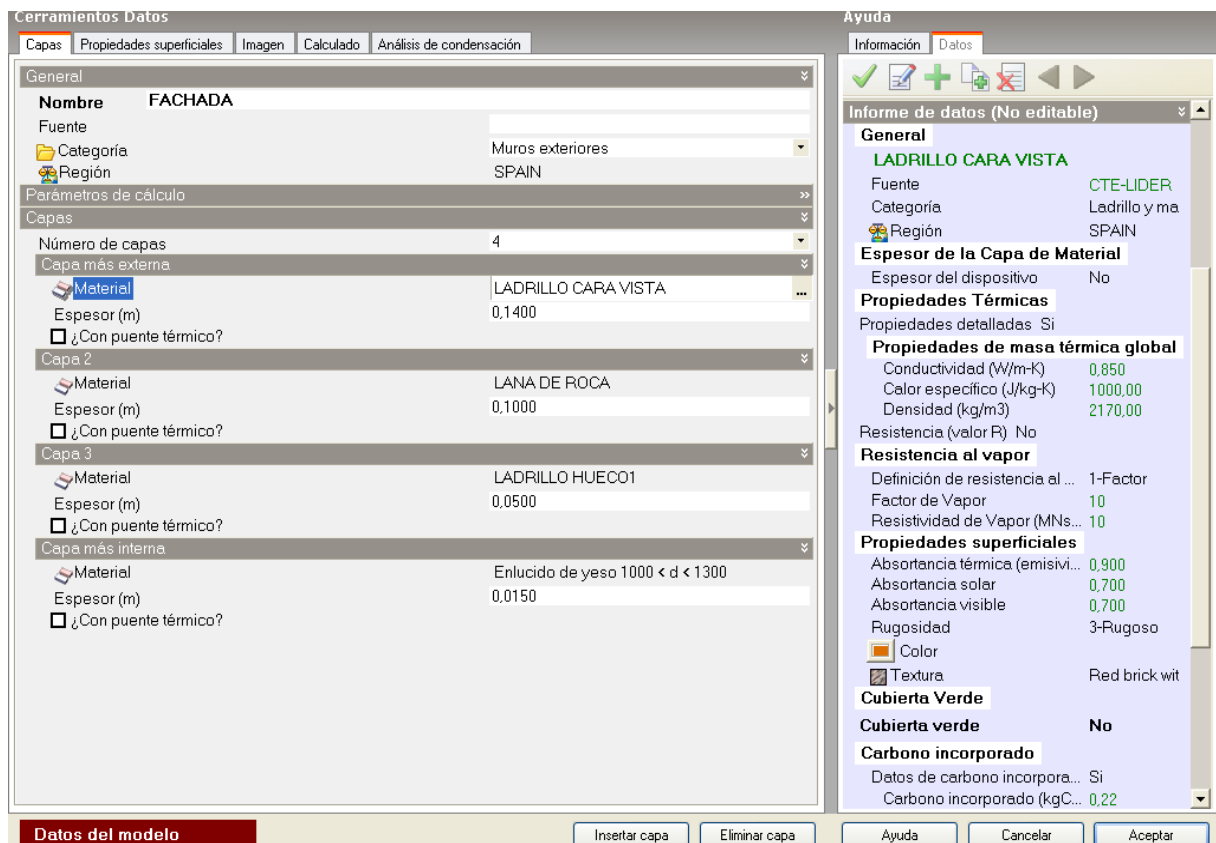 Cerramientos Datos
Capas Propiedades superficiales Imagen Calculado Análisis de condensación
General
Nombre FACHADA
Fuente
Categoría Muros exteriores
Región SPAIN
Parámetros de cálculo
Capas
Número de capas 4
Capa más externa
Material LADRILLO CARA VISTA ...
Espesor (m) 0,1400
¿Con puente térmico?
Capa 2
Material LANA DE ROCA
Espesor (m) 0,1000
¿Con puente térmico?
Capa 3
Material LADRILLO HUECO1
Espesor (m) 0,0500
¿Con puente térmico?
Capa más interna
Material Enlucido de yeso 1000 < d < 1300
Espesor (m) 0,0150
¿Con puente térmico?
Datos del modelo
Insertar capa Eliminar capa
Ayuda
Información Datos
Informe de datos (No editable)
General
LADRILLO CARA VISTA
Fuente CTE-LIDER
Categoría Ladrillo y ma
Región SPAIN
Espesor de la Capa de Material
Espesor del dispositivo No
Propiedades Térmicas
Propiedades detalladas Si
Propiedades de masa térmica global
Conductividad (W/m-K) 0,850
Calor específico (J/kg-K) 1000,00
Densidad (kg/m3) 2170,00
Resistencia (valor R) No
Resistencia al vapor
Definición de resistencia al ... 1-Factor
Factor de Vapor 10
Resistividad de Vapor (MNs... 10
Propiedades superficiales
Absortancia térmica (emisivi... 0,900
Absortancia solar 0,700
Absortancia visible 0,700
Rugosidad 3-Rugoso
Color
Textura Red brick wit
Cubierta Verde
Cubierta verde No
Carbono incorporado
Datos de carbono incorpora... Si
Carbono incorporado (kgC... 0,22
Ayuda Cancelar Aceptar